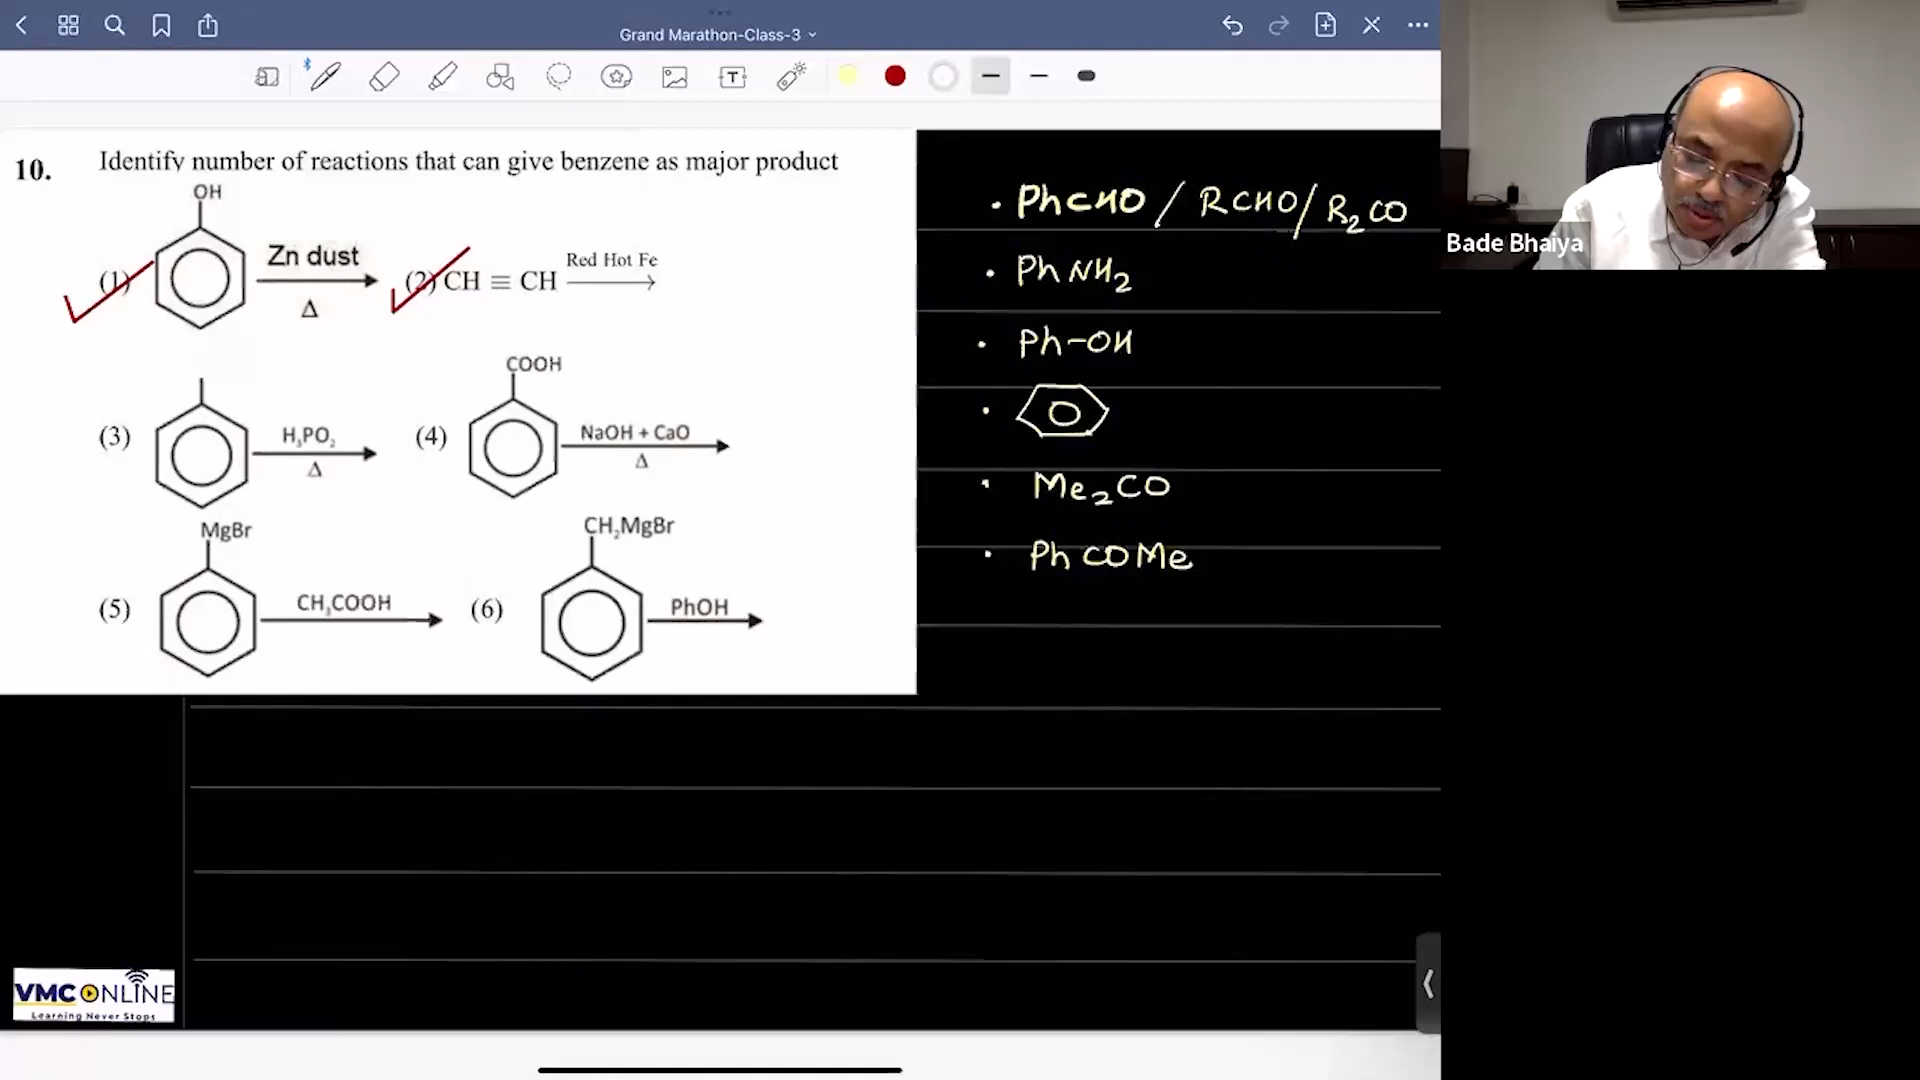 Grand Marathon-Class-3
10. Identify number of reactions that can give benzene as major product
OH
(1) Zn dust
Δ
(2) CH ≡ CH Red Hot Fe
(3) H₃PO₂
Δ
COOH
(4) NaOH + CaO
Δ
MgBr
(5) CH₃COOH
CH₂MgBr
(6) PhOH
• PhCHO / RCHO / R₂CO
• PhNH₂
• Ph-OH
• Me₂CO
• PhCOMe
Bade Bhaiya
VMC ONLINE
Learning Never Stops